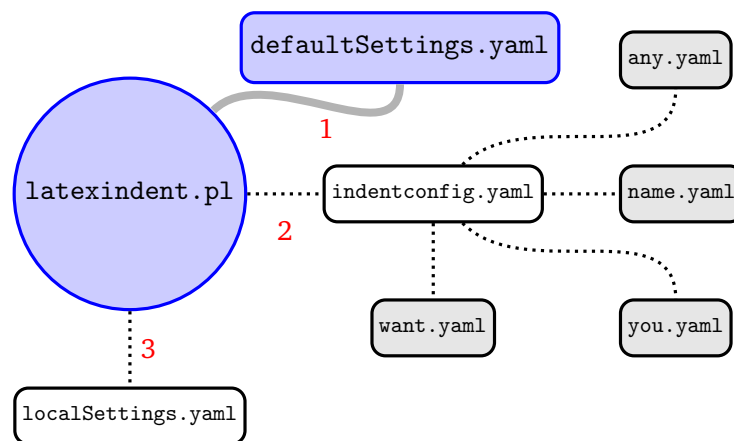 defaultSettings.yaml
any.yaml
1
latexindent.pl
indentconfig.yaml
name.yaml
2
want.yaml
you.yaml
3
localSettings.yaml